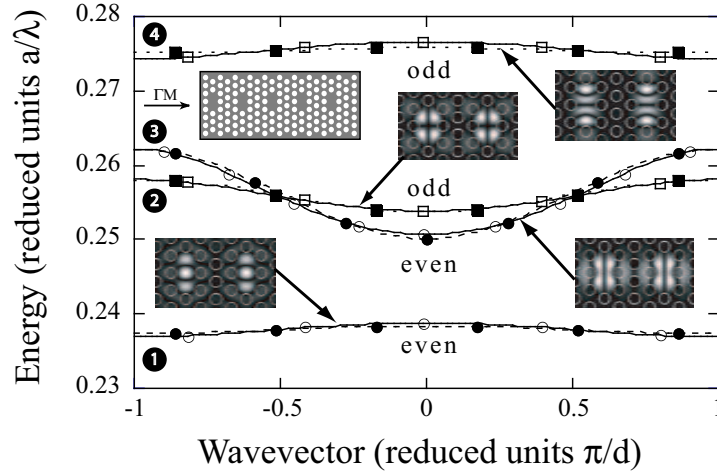 0.28
0.27
0.26
0.25
0.24
0.23
Energy (reduced units a/λ)
4
3
2
1
ΓM
odd
odd
even
even
-1
-0.5
0
0.5
1
Wavevector (reduced units π/d)